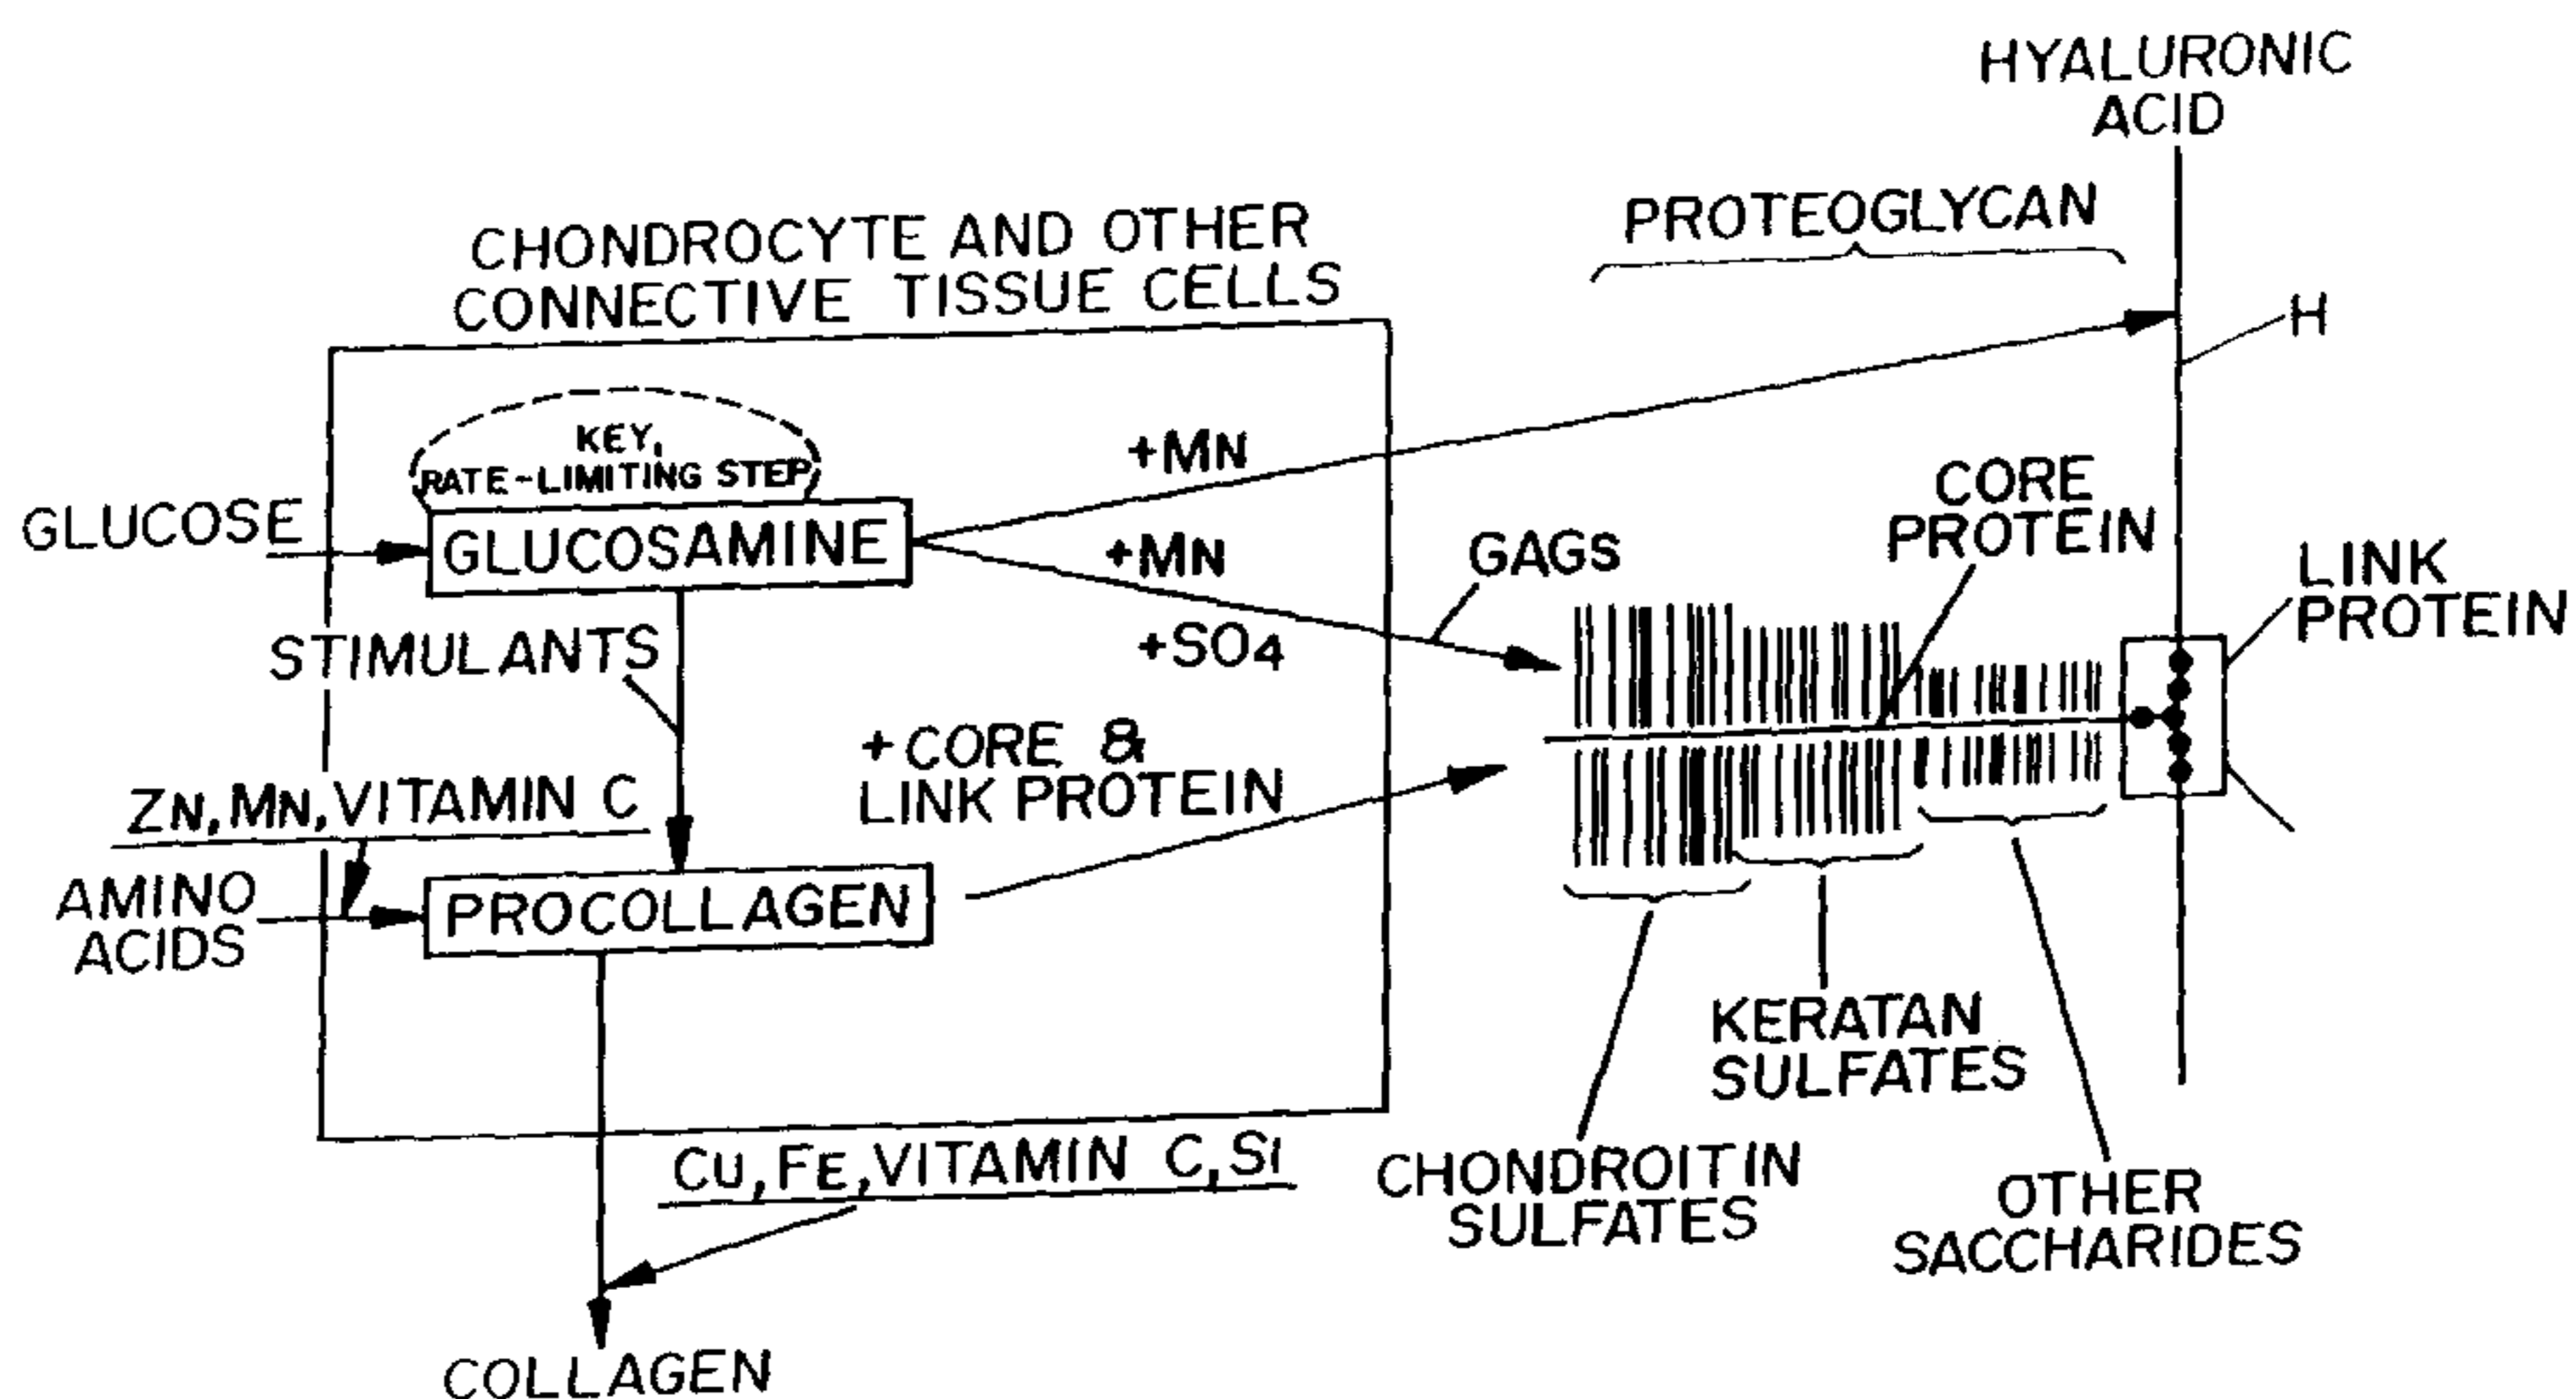 HYALURONIC
ACID
PROTEOGLYCAN
H
CHONDROCYTE AND OTHER
CONNECTIVE TISSUE CELLS
KEY,
RATE-LIMITING STEP
GLUCOSE
GLUCOSAMINE
+MN
+MN
+SO4
GAGS
CORE
PROTEIN
LINK
PROTEIN
STIMULANTS
+CORE &
LINK PROTEIN
ZN, MN, VITAMIN C
AMINO
ACIDS
PROCOLLAGEN
KERATAN
SULFATES
CU, FE, VITAMIN C, SI
CHONDROITIN
SULFATES
OTHER
SACCHARIDES
COLLAGEN